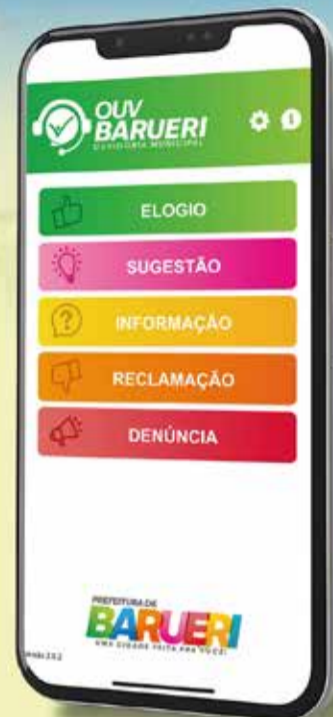 OUV
BARUERI
OUVIDORIA MUNICIPAL
ELOGIO
SUGESTÃO
INFORMAÇÃO
RECLAMAÇÃO
DENÚNCIA
PREFEITURA DE
BARUERI
UMA CIDADE FEITA PRA VOCÊ!